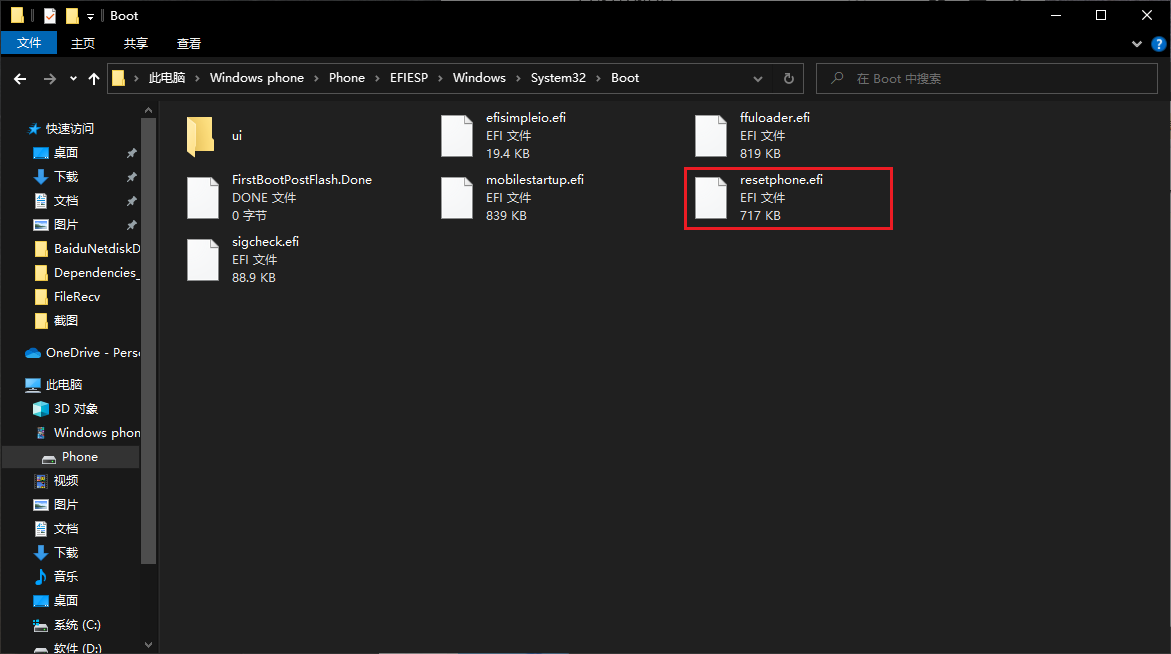 Boot
文件 主页 共享 查看
此电脑 Windows phone Phone EFIESP Windows System32 Boot
在 Boot 中搜索
快速访问
桌面
下载
文档
图片
BaiduNetdiskD
Dependencies_
FileRecv
截图
OneDrive - Pers
此电脑
3D 对象
Windows phon
Phone
视频
图片
文档
下载
音乐
桌面
系统 (C:)
软件 (D:)
ui
efisimpleio.efi
EFI 文件
19.4 KB
ffuloader.efi
EFI 文件
819 KB
FirstBootPostFlash.Done
DONE 文件
0 字节
mobilestartup.efi
EFI 文件
839 KB
resetphone.efi
EFI 文件
717 KB
sigcheck.efi
EFI 文件
88.9 KB